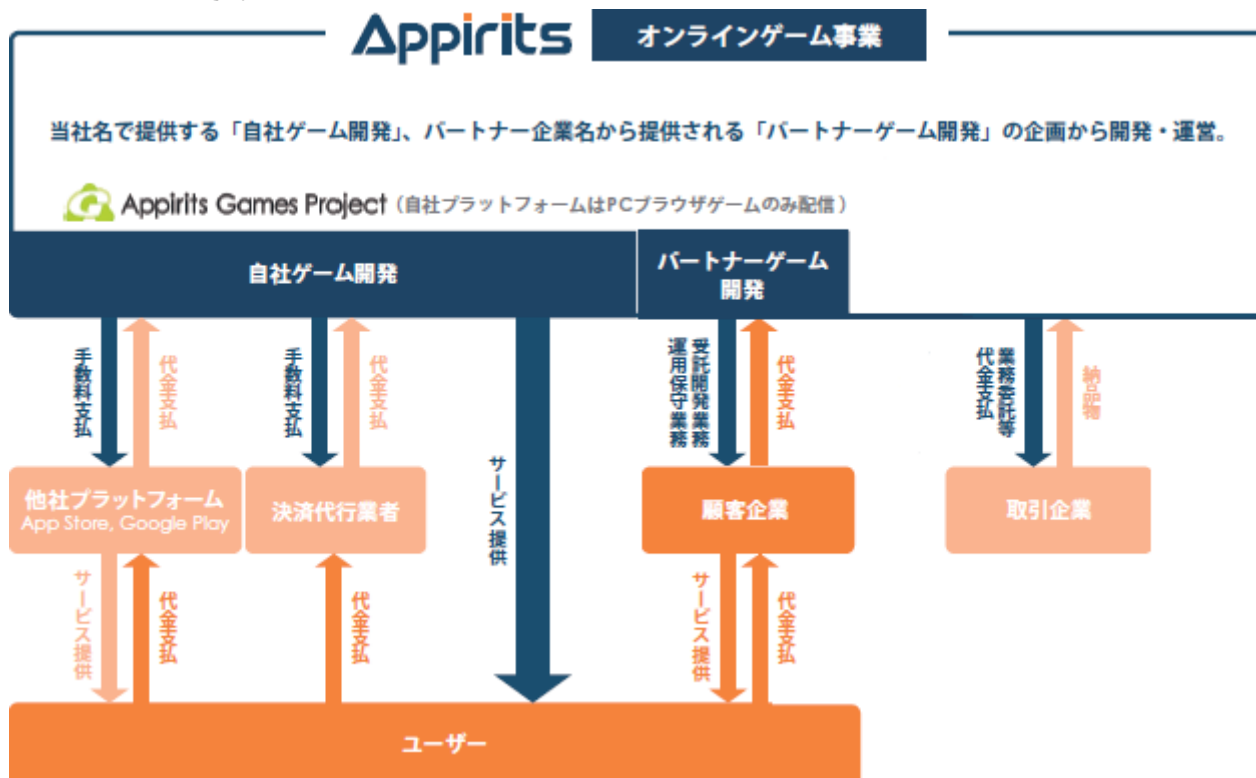 Appirits
オンラインゲーム事業
当社名で提供する「自社ゲーム開発」、パートナー企業名から提供される「パートナーゲーム開発」の企画から開発・運営。
Appirits Games Project(自社プラットフォームはPCブラウザゲームのみ配信)
自社ゲーム開発
パートナーゲーム
開発
手数料支払
代金支払
手数料支払
代金支払
サービス提供
受託開発業務
運用保守業務
代金支払
業務委託等
代金支払
納品物
他社プラットフォーム
App Store, Google Play
決済代行業者
顧客企業
取引企業
サービス提供
代金支払
代金支払
サービス提供
代金支払
ユーザー